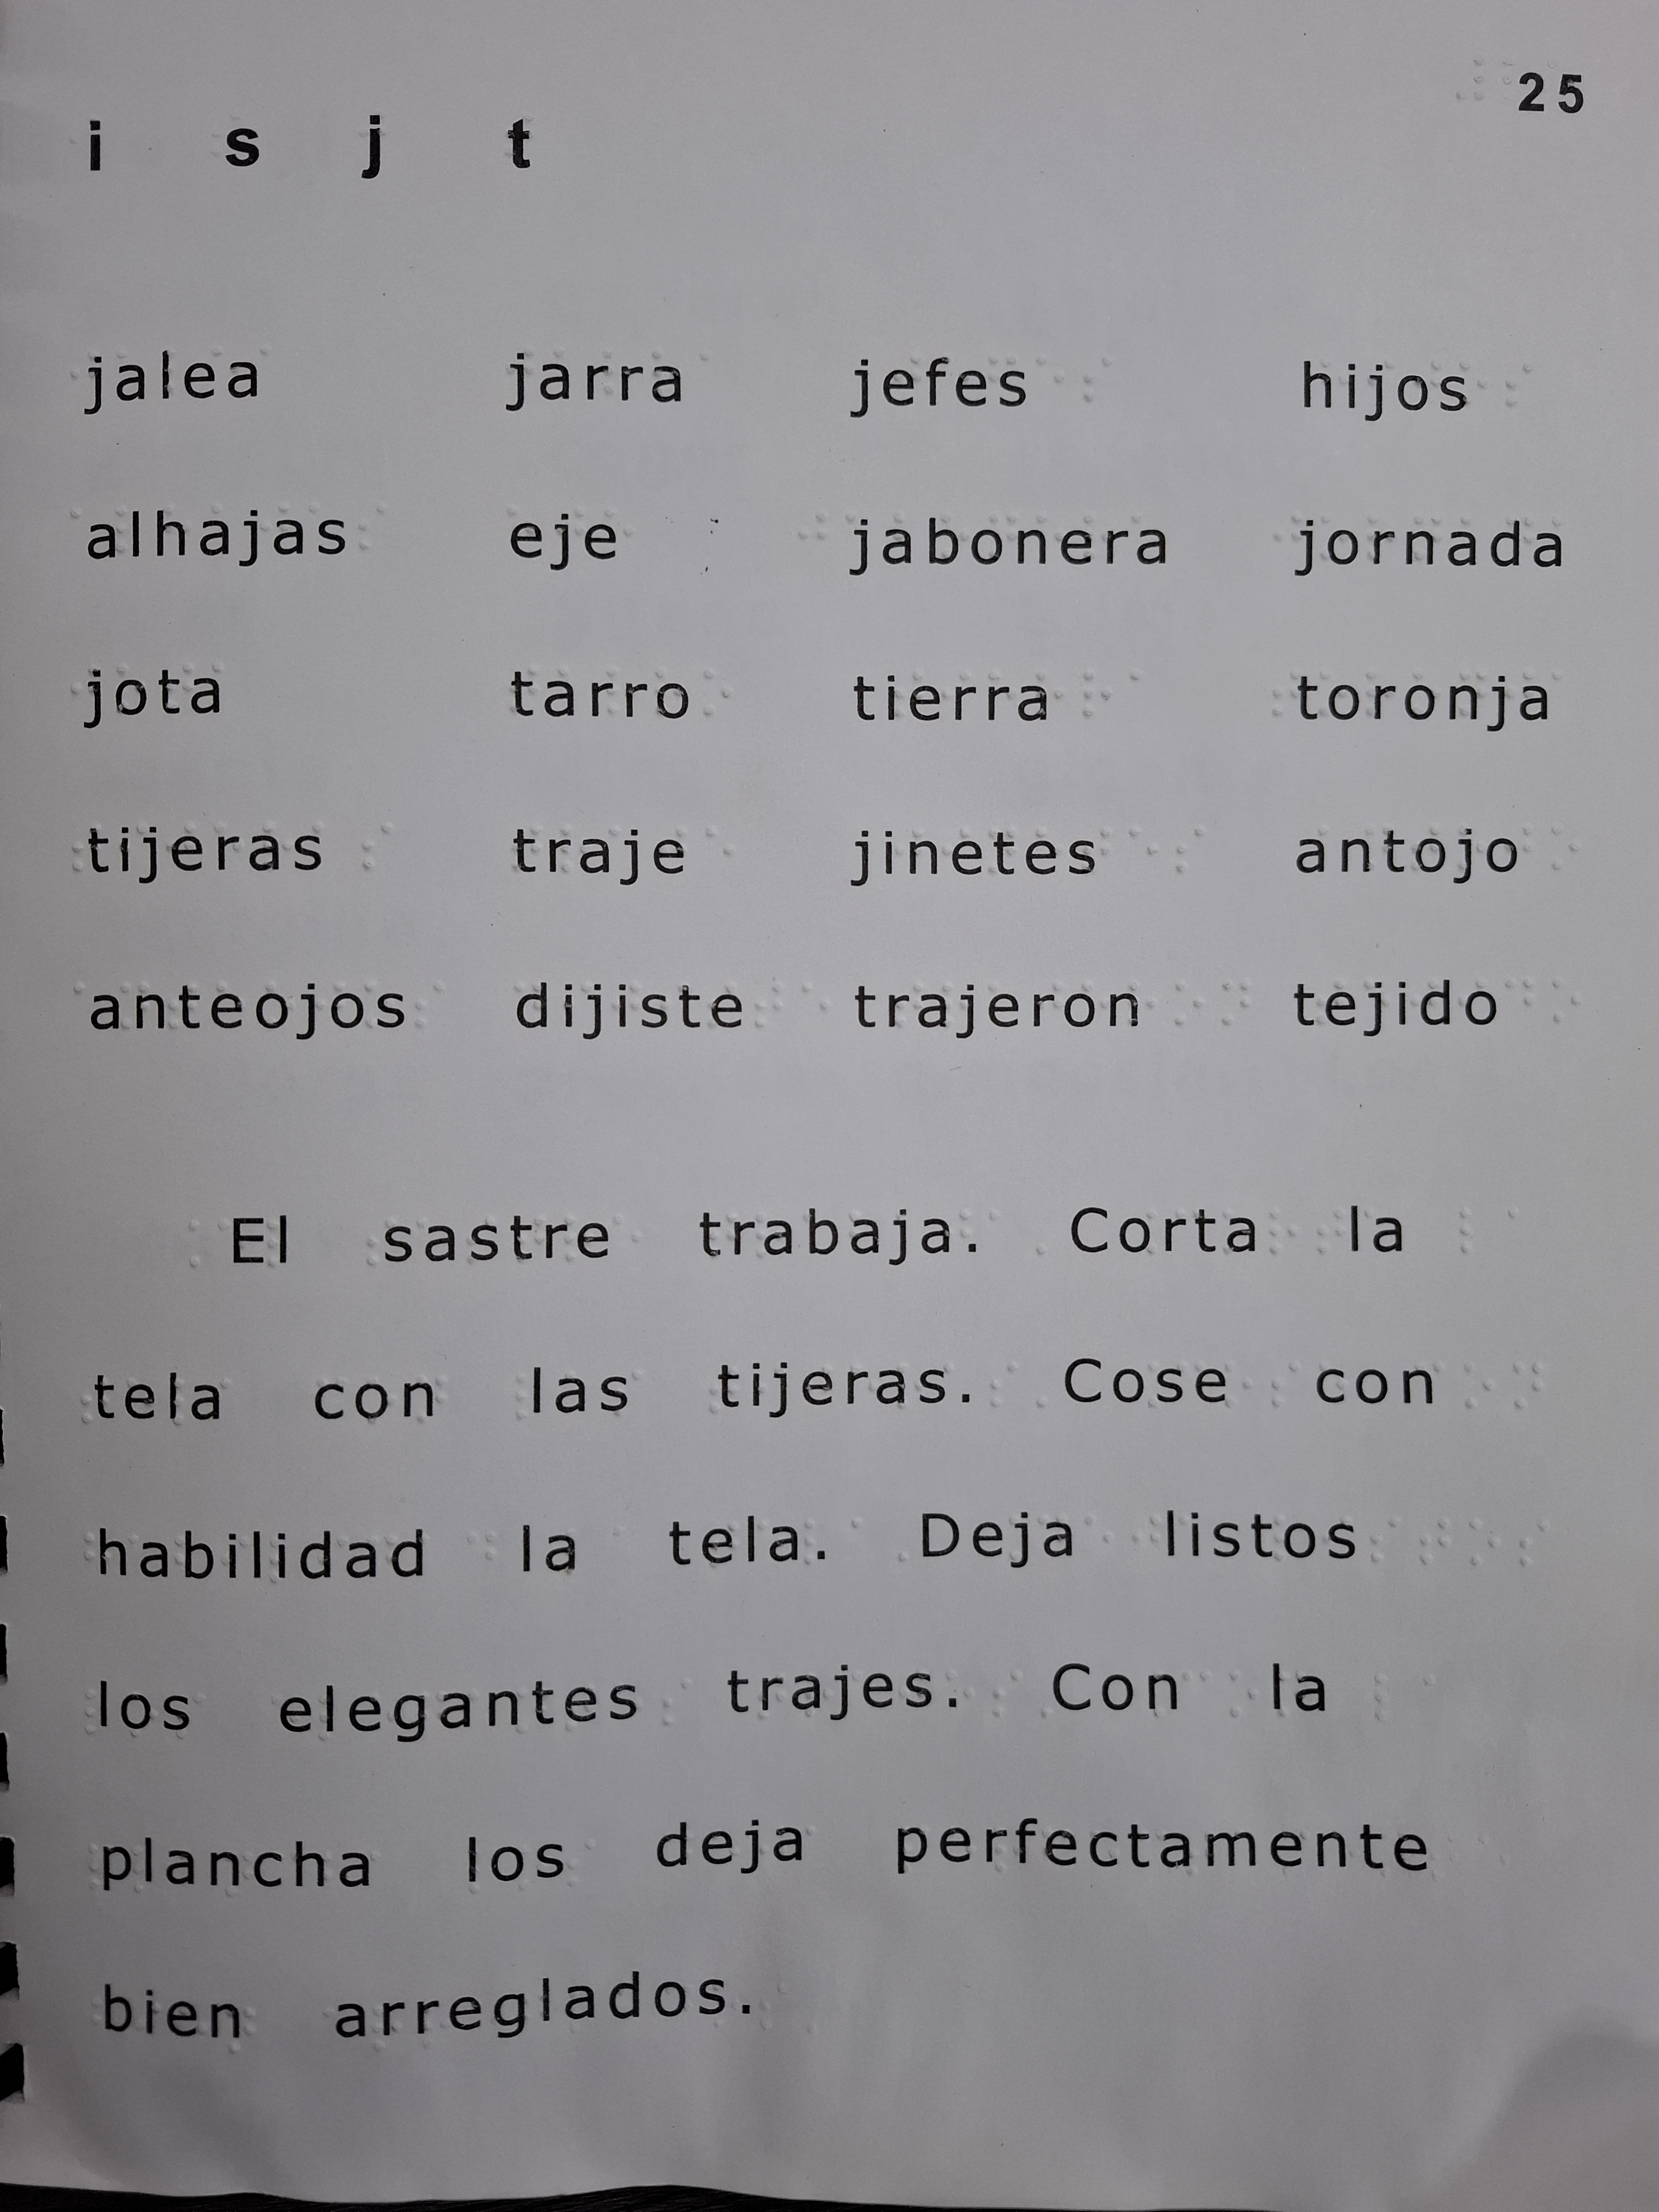 25
i s j t
jalea jarra jefes hijos
alhajas eje jabonera jornada
jota tarro tierra toronja
tijeras traje jinetes antojo
anteojos dijiste trajeron tejido
El sastre trabaja. Corta la
tela con las tijeras. Cose con
habilidad la tela. Deja listos
los elegantes trajes. Con la
plancha los deja perfectamente
bien arreglados.